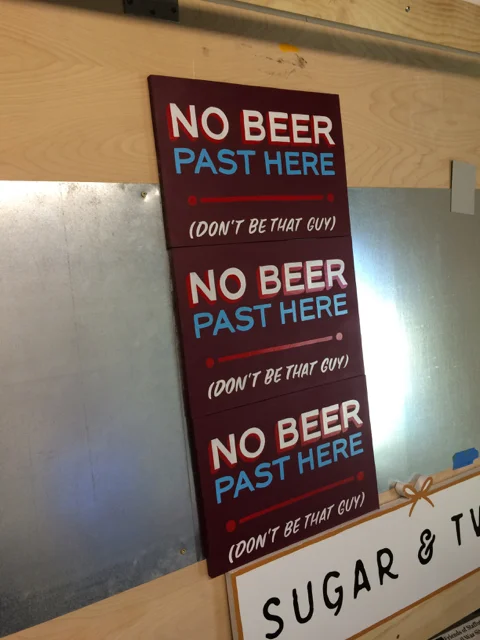 NO BEER
PAST HERE
(DON'T BE THAT GUY)
NO BEER
PAST HERE
(DON'T BE THAT GUY)
NO BEER
PAST HERE
(DON'T BE THAT GUY)
SUGAR & TW